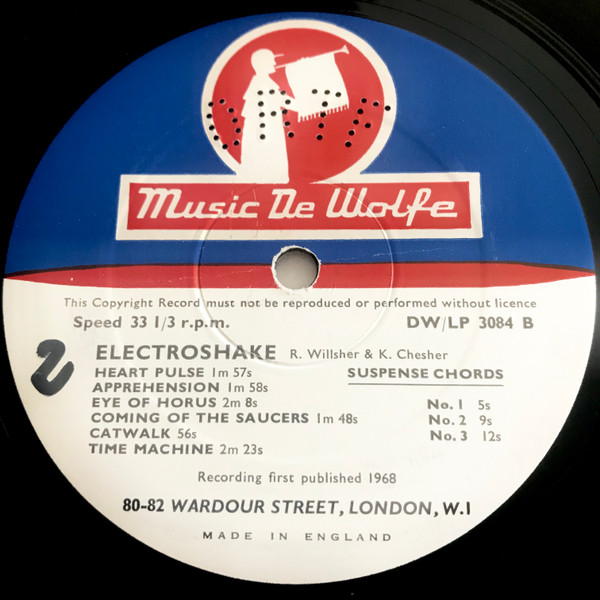 Music De Wolfe
This Copyright Record must not be reproduced or performed without licence
Speed 33 1/3 r.p.m. DW/LP 3084 B
2 ELECTROSHAKE R. Willsher & K. Chesher
HEART PULSE 1m 57s SUSPENSE CHORDS
APPREHENSION 1m 58s
EYE OF HORUS 2m 8s No. 1 5s
COMING OF THE SAUCERS 1m 48s No. 2 9s
CATWALK 56s No. 3 12s
TIME MACHINE 2m 23s
Recording first published 1968
80-82 WARDOUR STREET, LONDON, W.I
MADE IN ENGLAND